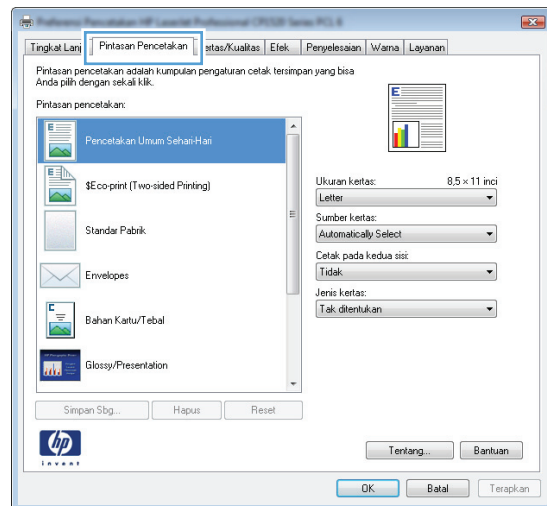 Tingkat Lanj
Pintasan Pencetakan
ertas/Kualitas
Efek
Penyelesaian
Warna
Layanan
Pintasan pencetakan adalah kumpulan pengaturan cetak tersimpan yang bisa
Anda pilih dengan sekali klik.
Pintasan pencetakan:
Pencetakan Umum Sehari-Hari
$Eco-print (Two-sided Printing)
Standar Pabrik
Envelopes
Bahan Kartu/Tebal
Glossy/Presentation
E
Ukuran kertas: 8,5 × 11 inci
Letter
Sumber kertas:
Automatically Select
Cetak pada kedua sisi:
Tidak
Jenis kertas:
Tak ditentukan
Simpan Sbg...
Hapus
Reset
hp
invent
Tentang...
Bantuan
OK
Batal
Terapkan